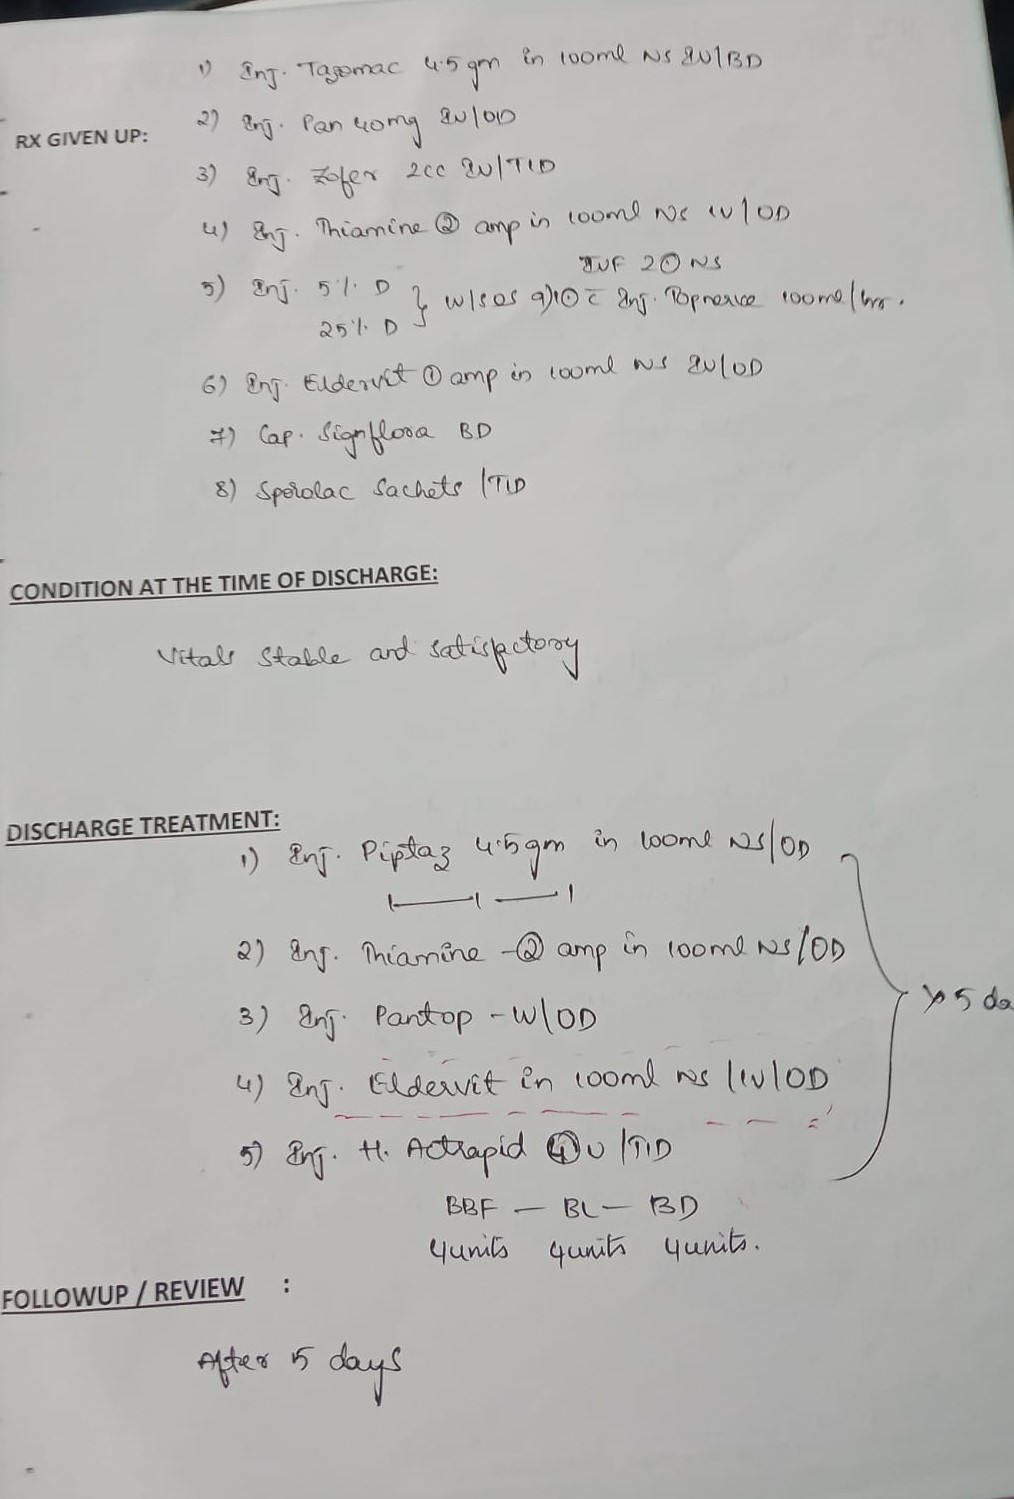 1) Inj. Tazomac 4.5 gm in 100ml NS IV/BD
RX GIVEN UP:
2) Inj. Pan 40mg IV/OD
3) Inj. Zofer 2cc IV/TID
4) Inj. Thiamine ② amp in 100ml NS IV/OD
IVF 2① NS
5) Inj. 5% D } w/sos c̄ Inj. 100ml/hr.
25% D
6) Inj. Eldervit ① amp in 100ml NS IV/OD
7) Cap. Signflora BD
8) Sporolac Sachets /TID
CONDITION AT THE TIME OF DISCHARGE:
Vitals Stable and satisfactory
DISCHARGE TREATMENT:
1) Inj. Piptaz 4.5gm in 100ml NS/OD
2) Inj. Thiamine - ② amp in 100ml NS/OD
3) Inj. Pantop - IV/OD
x 5 da
4) Inj. Eldervit in 100ml NS /IV/OD
5) Inj. H. Actrapid ④U /TID
BBF - BL - BD
4units 4units 4units.
FOLLOWUP / REVIEW :
After 5 days